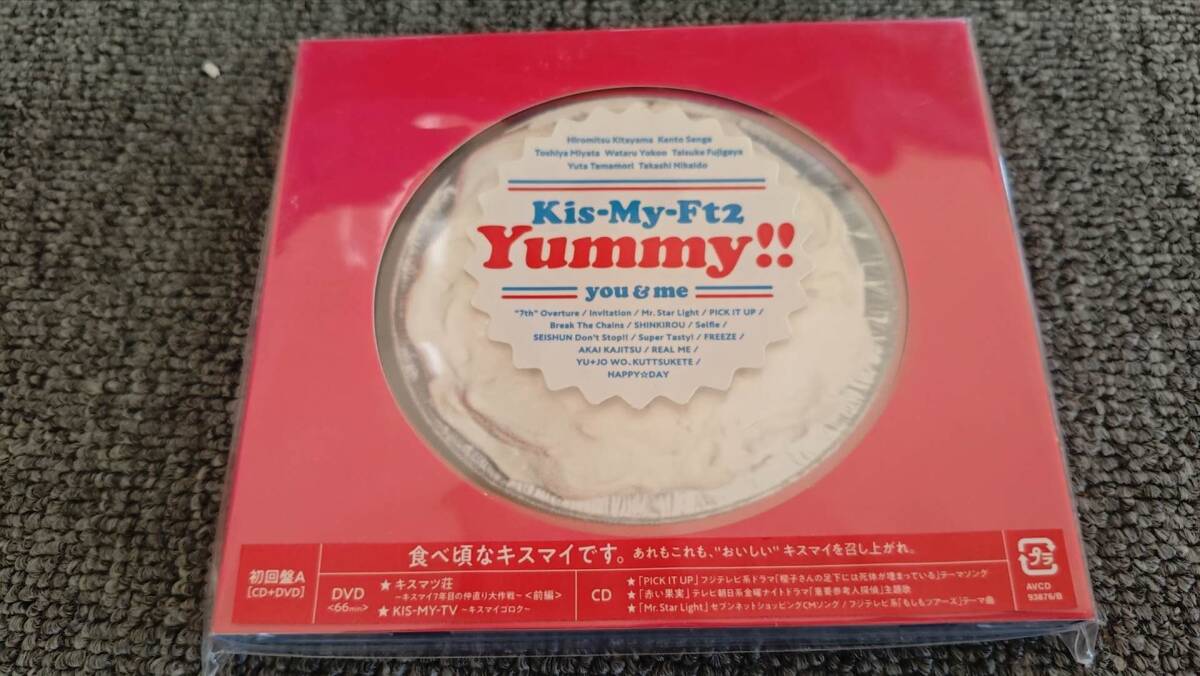 Hiromitsu Kitayama Kento Senga
Toshiya Miyata Wataru Yokoo Taisuke Fujigaya
Yuta Tamamori Takashi Nikaido
Kis-My-Ft2
Yummy!!
you & me
"7th" Overture / Invitation / Mr. Star Light / PICK IT UP /
Break The Chains / SHINKIROU / Selfie /
SEISHUN Don't Stop!! / Super Tasty! / FREEZE /
AKAI KAJITSU / REAL ME /
YU+JO WO、KUTTSUKETE /
HAPPY☆DAY
食べ頃なキスマイです。あれもこれも、"おいしい"キスマイを召し上がれ。
初回盤A
[CD+DVD]
DVD
<66min>
★キスマツ荘
～キスマイ7年目の仲直り大作戦～<前編>
★KIS-MY-TV ～キスマイゴロク～
CD
★「PICK IT UP」フジテレビ系ドラマ「櫻子さんの足下には死体が埋まっている」テーマソング
★「赤い果実」テレビ朝日系金曜ナイトドラマ「重要参考人探偵」主題歌
★「Mr. Star Light」セブンネットショッピングCMソング / フジテレビ系「もしもツアーズ」テーマ曲
プラ
AVCD
93876/B